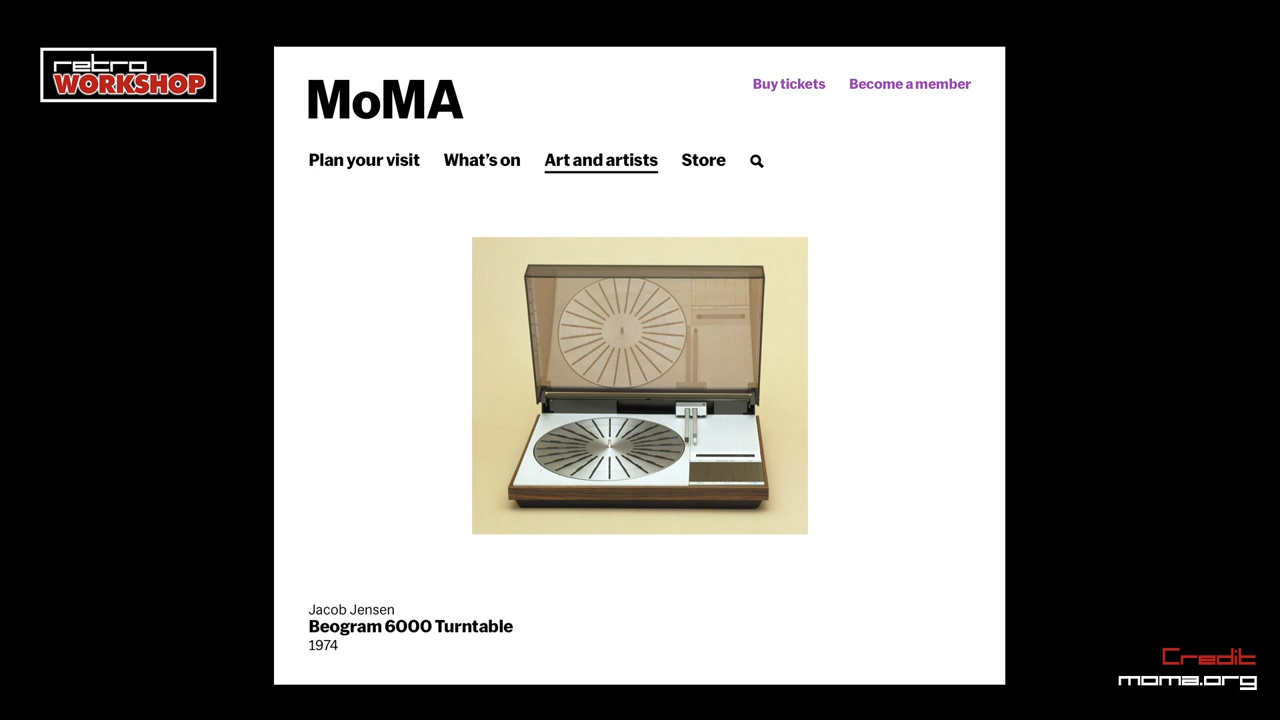 retro
WORKSHOP
MoMA
Buy tickets Become a member
Plan your visit What's on Art and artists Store
Jacob Jensen
Beogram 6000 Turntable
1974
Credit
moma.org